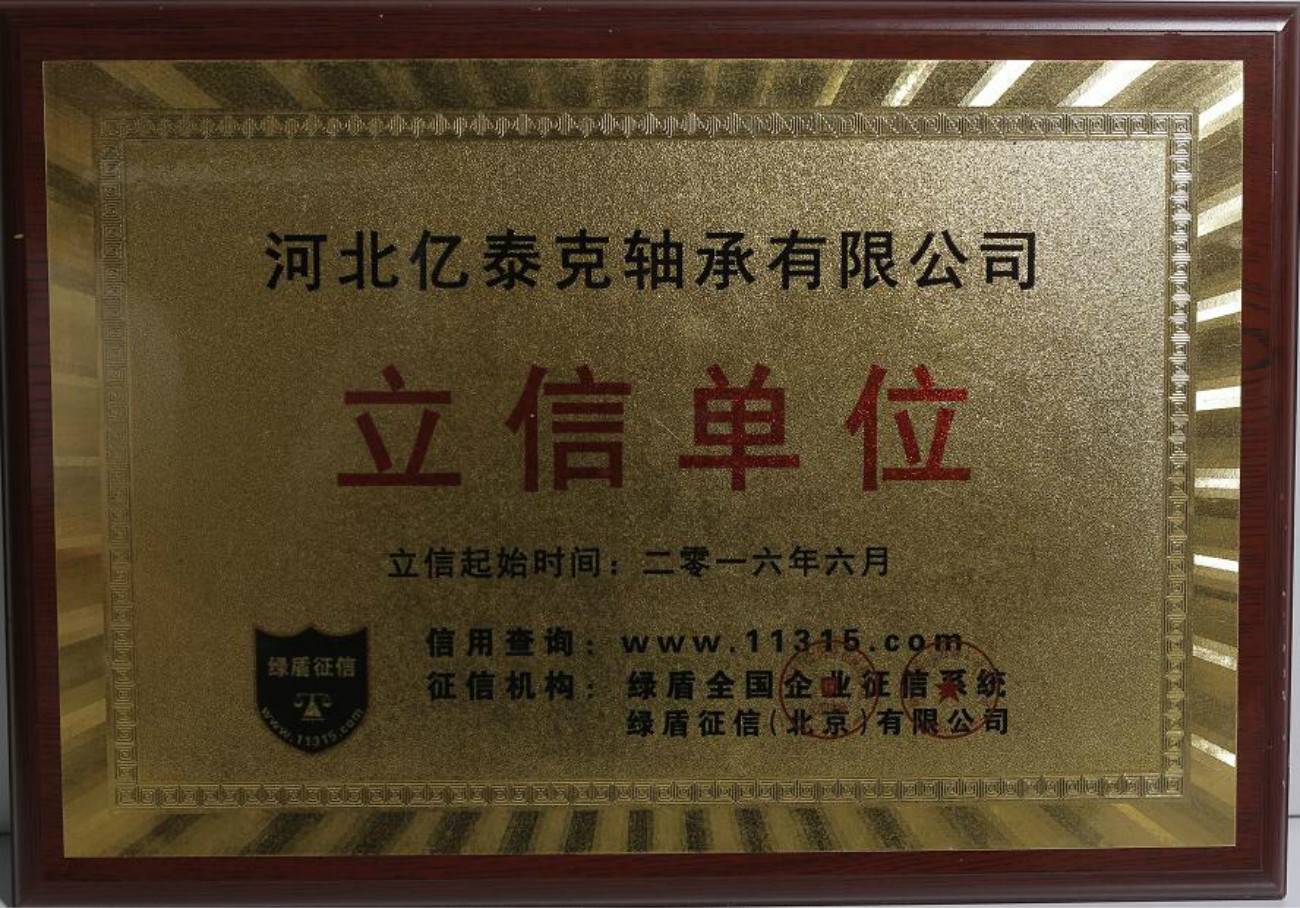 河北亿泰克轴承有限公司
立信单位
立信起始时间：二零一六年六月
信用查询：www.11315.com
征信机构：绿盾全国企业征信系统
绿盾征信(北京)有限公司
绿盾征信
www.11315.com